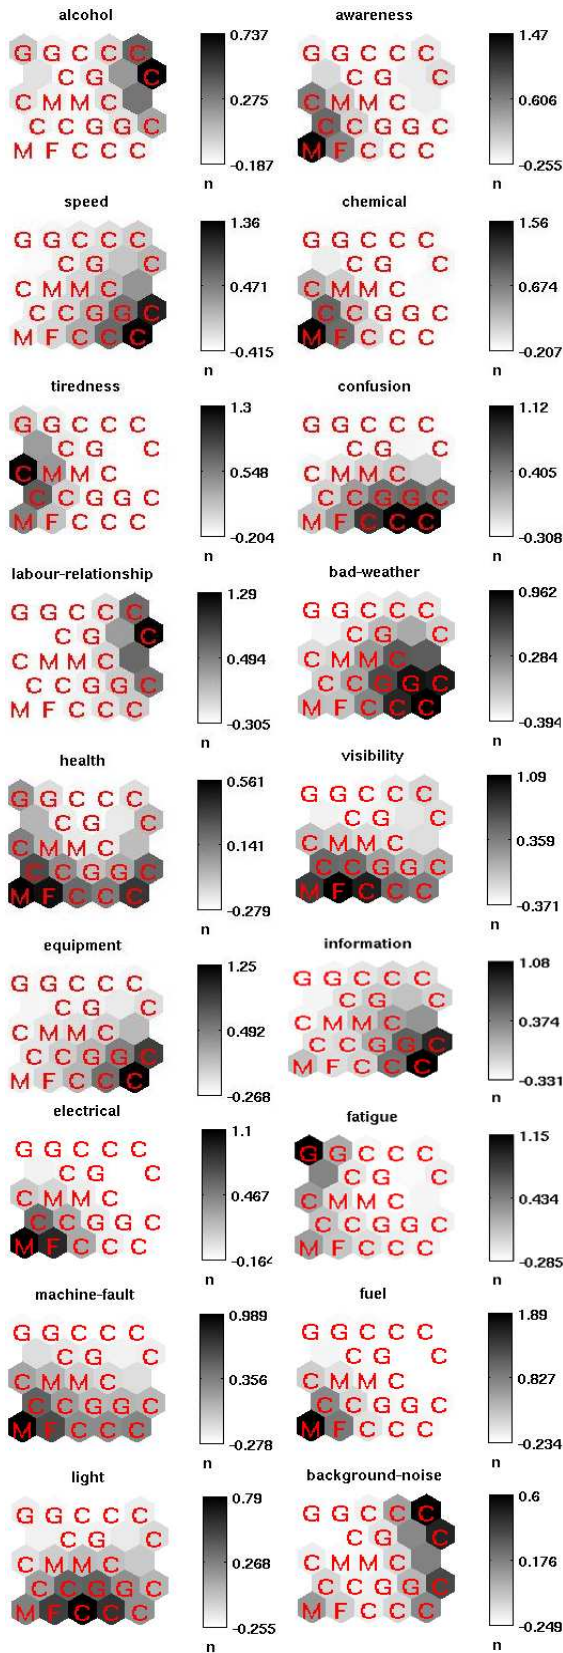 alcohol
G G C C C
C G C
C M M C
C C G G C
M F C C C
0.737
0.275
-0.187
n
awareness
G G C C C
C G C
C M M C
C C G G C
M F C C C
1.47
0.606
-0.255
n
speed
G G C C C
C G C
C M M C
C C G G C
M F C C C
1.36
0.471
-0.415
n
chemical
G G C C C
C G C
C M M C
C C G G C
M F C C C
1.56
0.674
-0.207
n
tiredness
G G C C C
C G C
C M M C
C C G G C
M F C C C
1.3
0.548
-0.204
n
confusion
G G C C C
C G C
C M M C
C C G G C
M F C C C
1.12
0.405
-0.308
n
labour-relationship
G G C C C
C G C
C M M C
C C G G C
M F C C C
1.29
0.494
-0.305
n
bad-weather
G G C C C
C G C
C M M C
C C G G C
M F C C C
0.962
0.284
-0.394
n
health
G G C C C
C G C
C M M C
C C G G C
M F C C C
0.561
0.141
-0.279
n
visibility
G G C C C
C G C
C M M C
C C G G C
M F C C C
1.09
0.359
-0.371
n
equipment
G G C C C
C G C
C M M C
C C G G C
M F C C C
1.25
0.492
-0.268
n
information
G G C C C
C G C
C M M C
C C G G C
M F C C C
1.08
0.374
-0.331
n
electrical
G G C C C
C G C
C M M C
C C G G C
M F C C C
1.1
0.467
-0.164
n
fatigue
G G C C C
C G C
C M M C
C C G G C
M F C C C
1.15
0.434
-0.285
n
machine-fault
G G C C C
C G C
C M M C
C C G G C
M F C C C
0.989
0.356
-0.278
n
fuel
G G C C C
C G C
C M M C
C C G G C
M F C C C
1.89
0.827
-0.234
n
light
G G C C C
C G C
C M M C
C C G G C
M F C C C
0.79
0.268
-0.255
n
background-noise
G G C C C
C G C
C M M C
C C G G C
M F C C C
0.6
0.176
-0.249
n